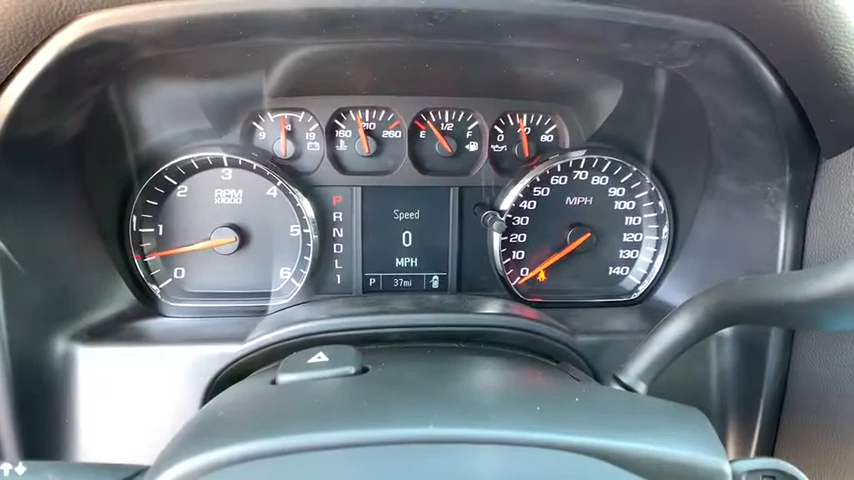 9 14 19
160 210 260
E 1/2 F
0 40 80
RPM
x1000
0 1 2 3 4 5 6
P
R
N
D
L
1
Speed
0
MPH
P 37mi
MPH
0 10 20 30 40 50 60 70 80 90 100 110 120 130 140